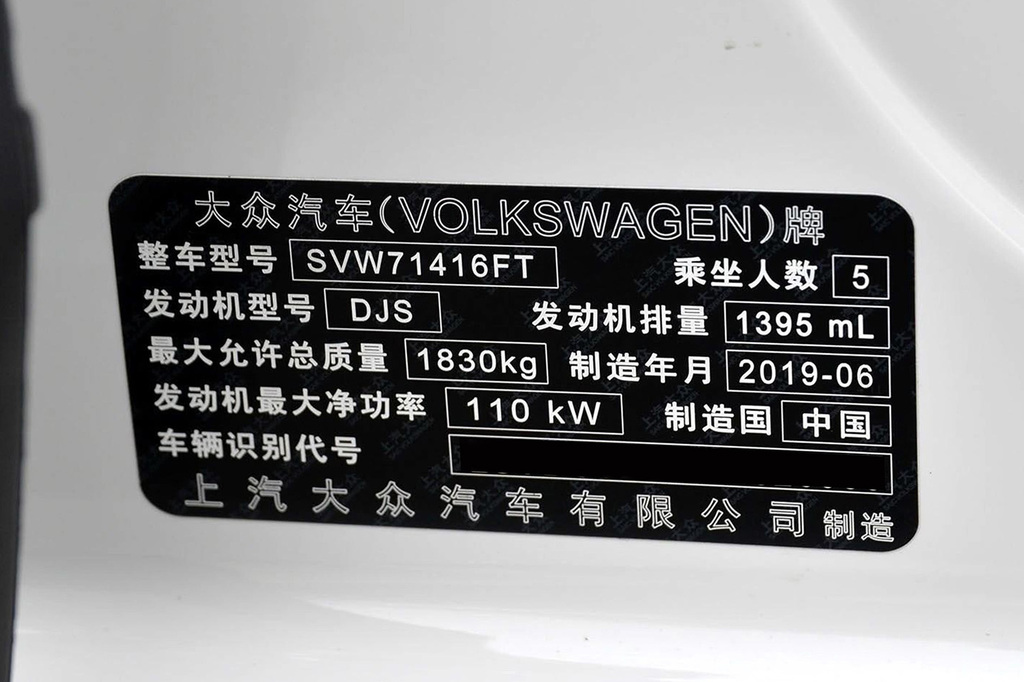 大众汽车(VOLKSWAGEN)牌
整车型号 SVW71416FT 乘坐人数 5
发动机型号 DJS 发动机排量 1395 mL
最大允许总质量 1830kg 制造年月 2019-06
发动机最大净功率 110 kW 制造国 中国
车辆识别代号
上汽大众汽车有限公司 制造